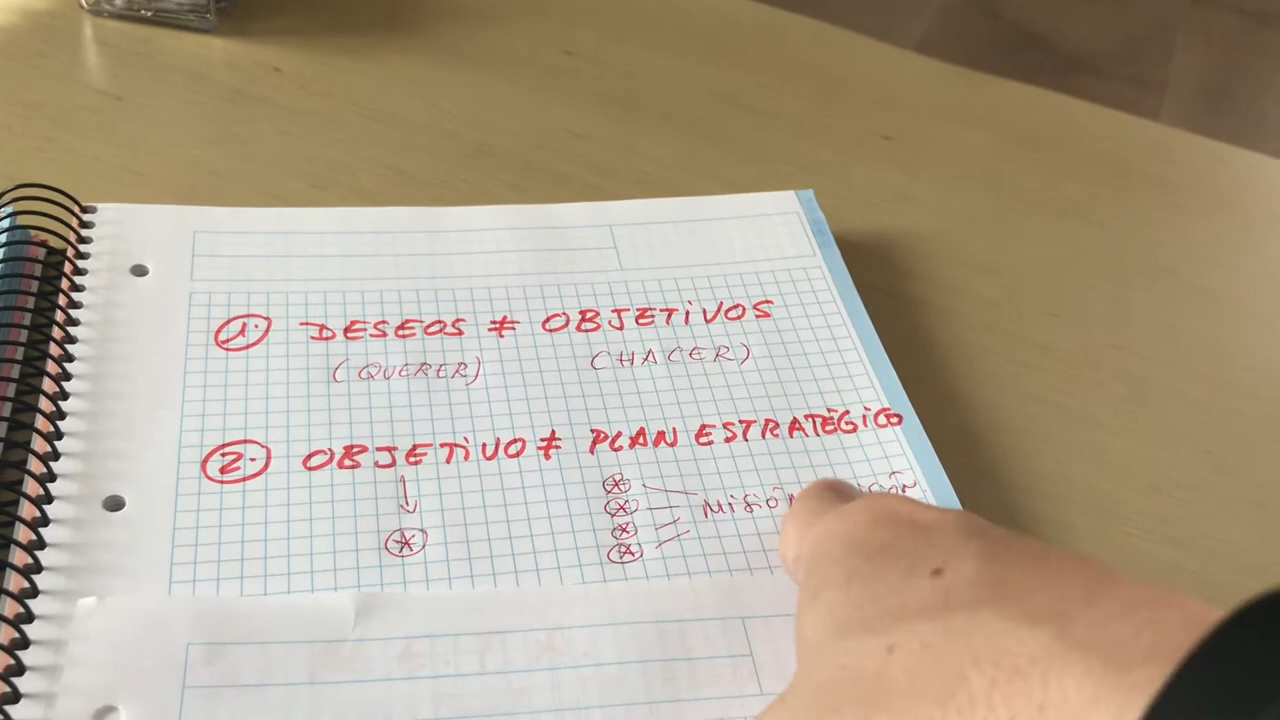 1. DESEOS ≠ OBJETIVOS
(QUERER) (HACER)
2. OBJETIVO ≠ PLAN ESTRATÉGICO
MISIÓN